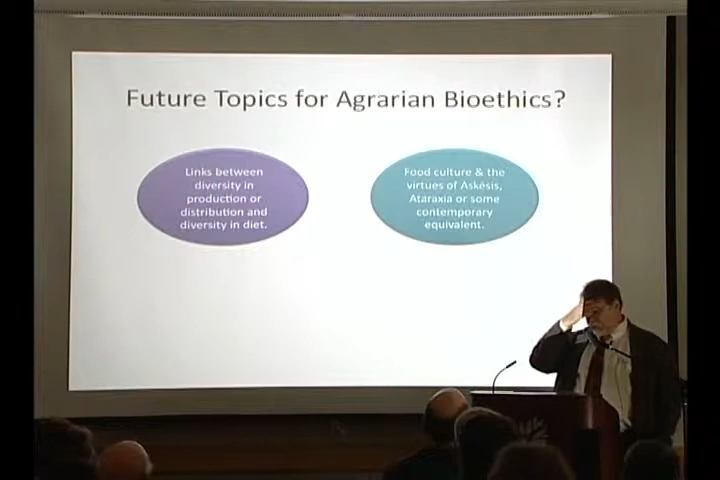 Future Topics for Agrarian Bioethics?
Links between
diversity in
production or
distribution and
diversity in diet.
Food culture & the
virtues of Askésis,
Ataraxia or some
contemporary
equivalent.